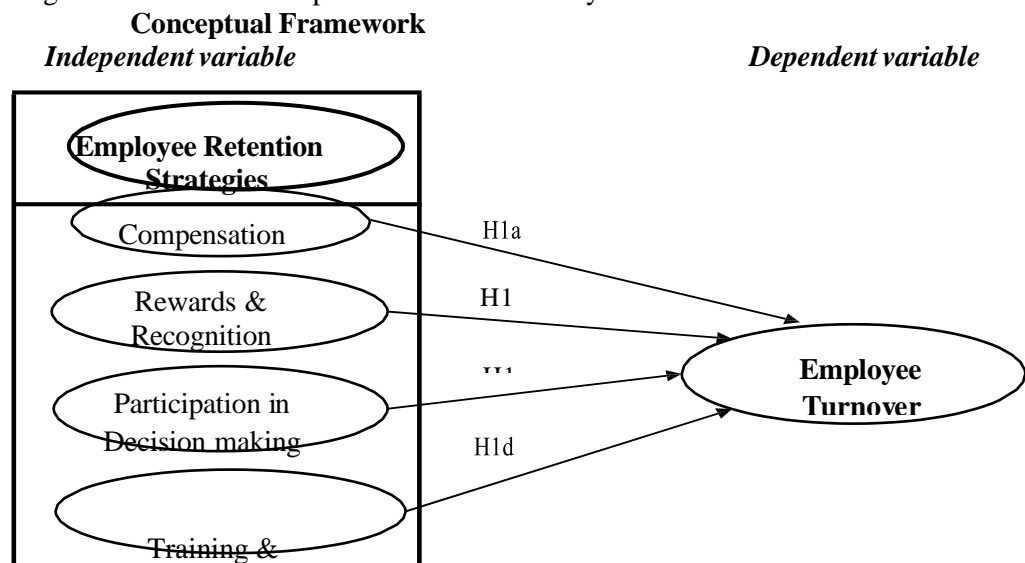 Conceptual Framework
Independent variable Dependent variable
Employee Retention
Strategies
Compensation
H1a
Rewards &
Recognition
H1
Participation in
Decision making
H1d
Training &
Employee
Turnover